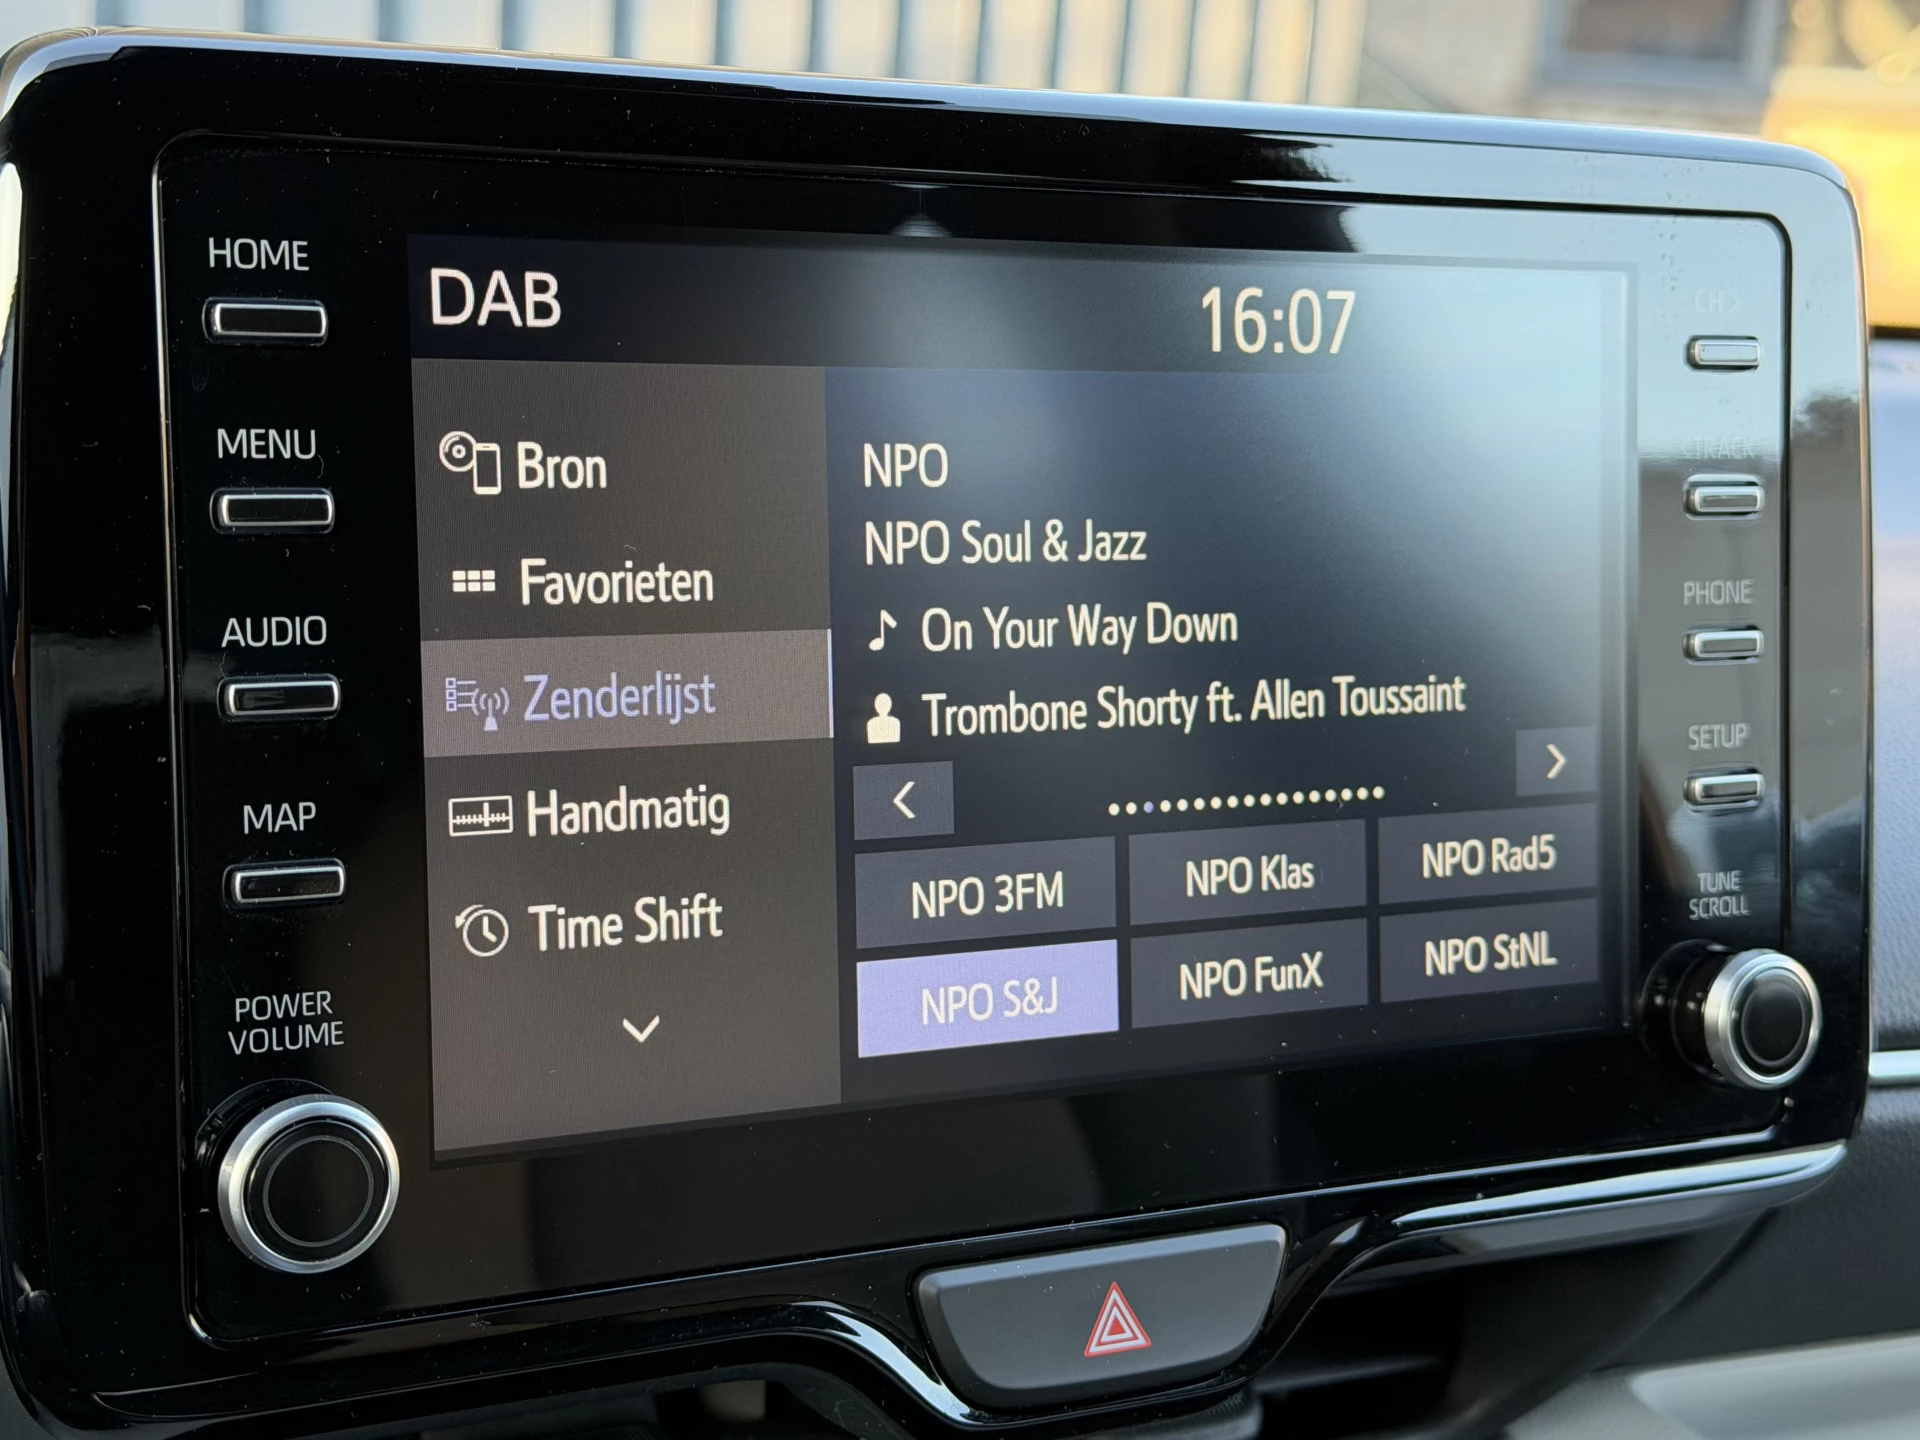 HOME
MENU
AUDIO
MAP
POWER
VOLUME
DAB
16:07
Bron
Favorieten
Zenderlijst
Handmatig
Time Shift
NPO
NPO Soul & Jazz
On Your Way Down
Trombone Shorty ft. Allen Toussaint
NPO 3FM
NPO Klas
NPO Rad5
NPO S&J
NPO FunX
NPO StNL
CH >
< TRACK
PHONE
SETUP
TUNE
SCROLL